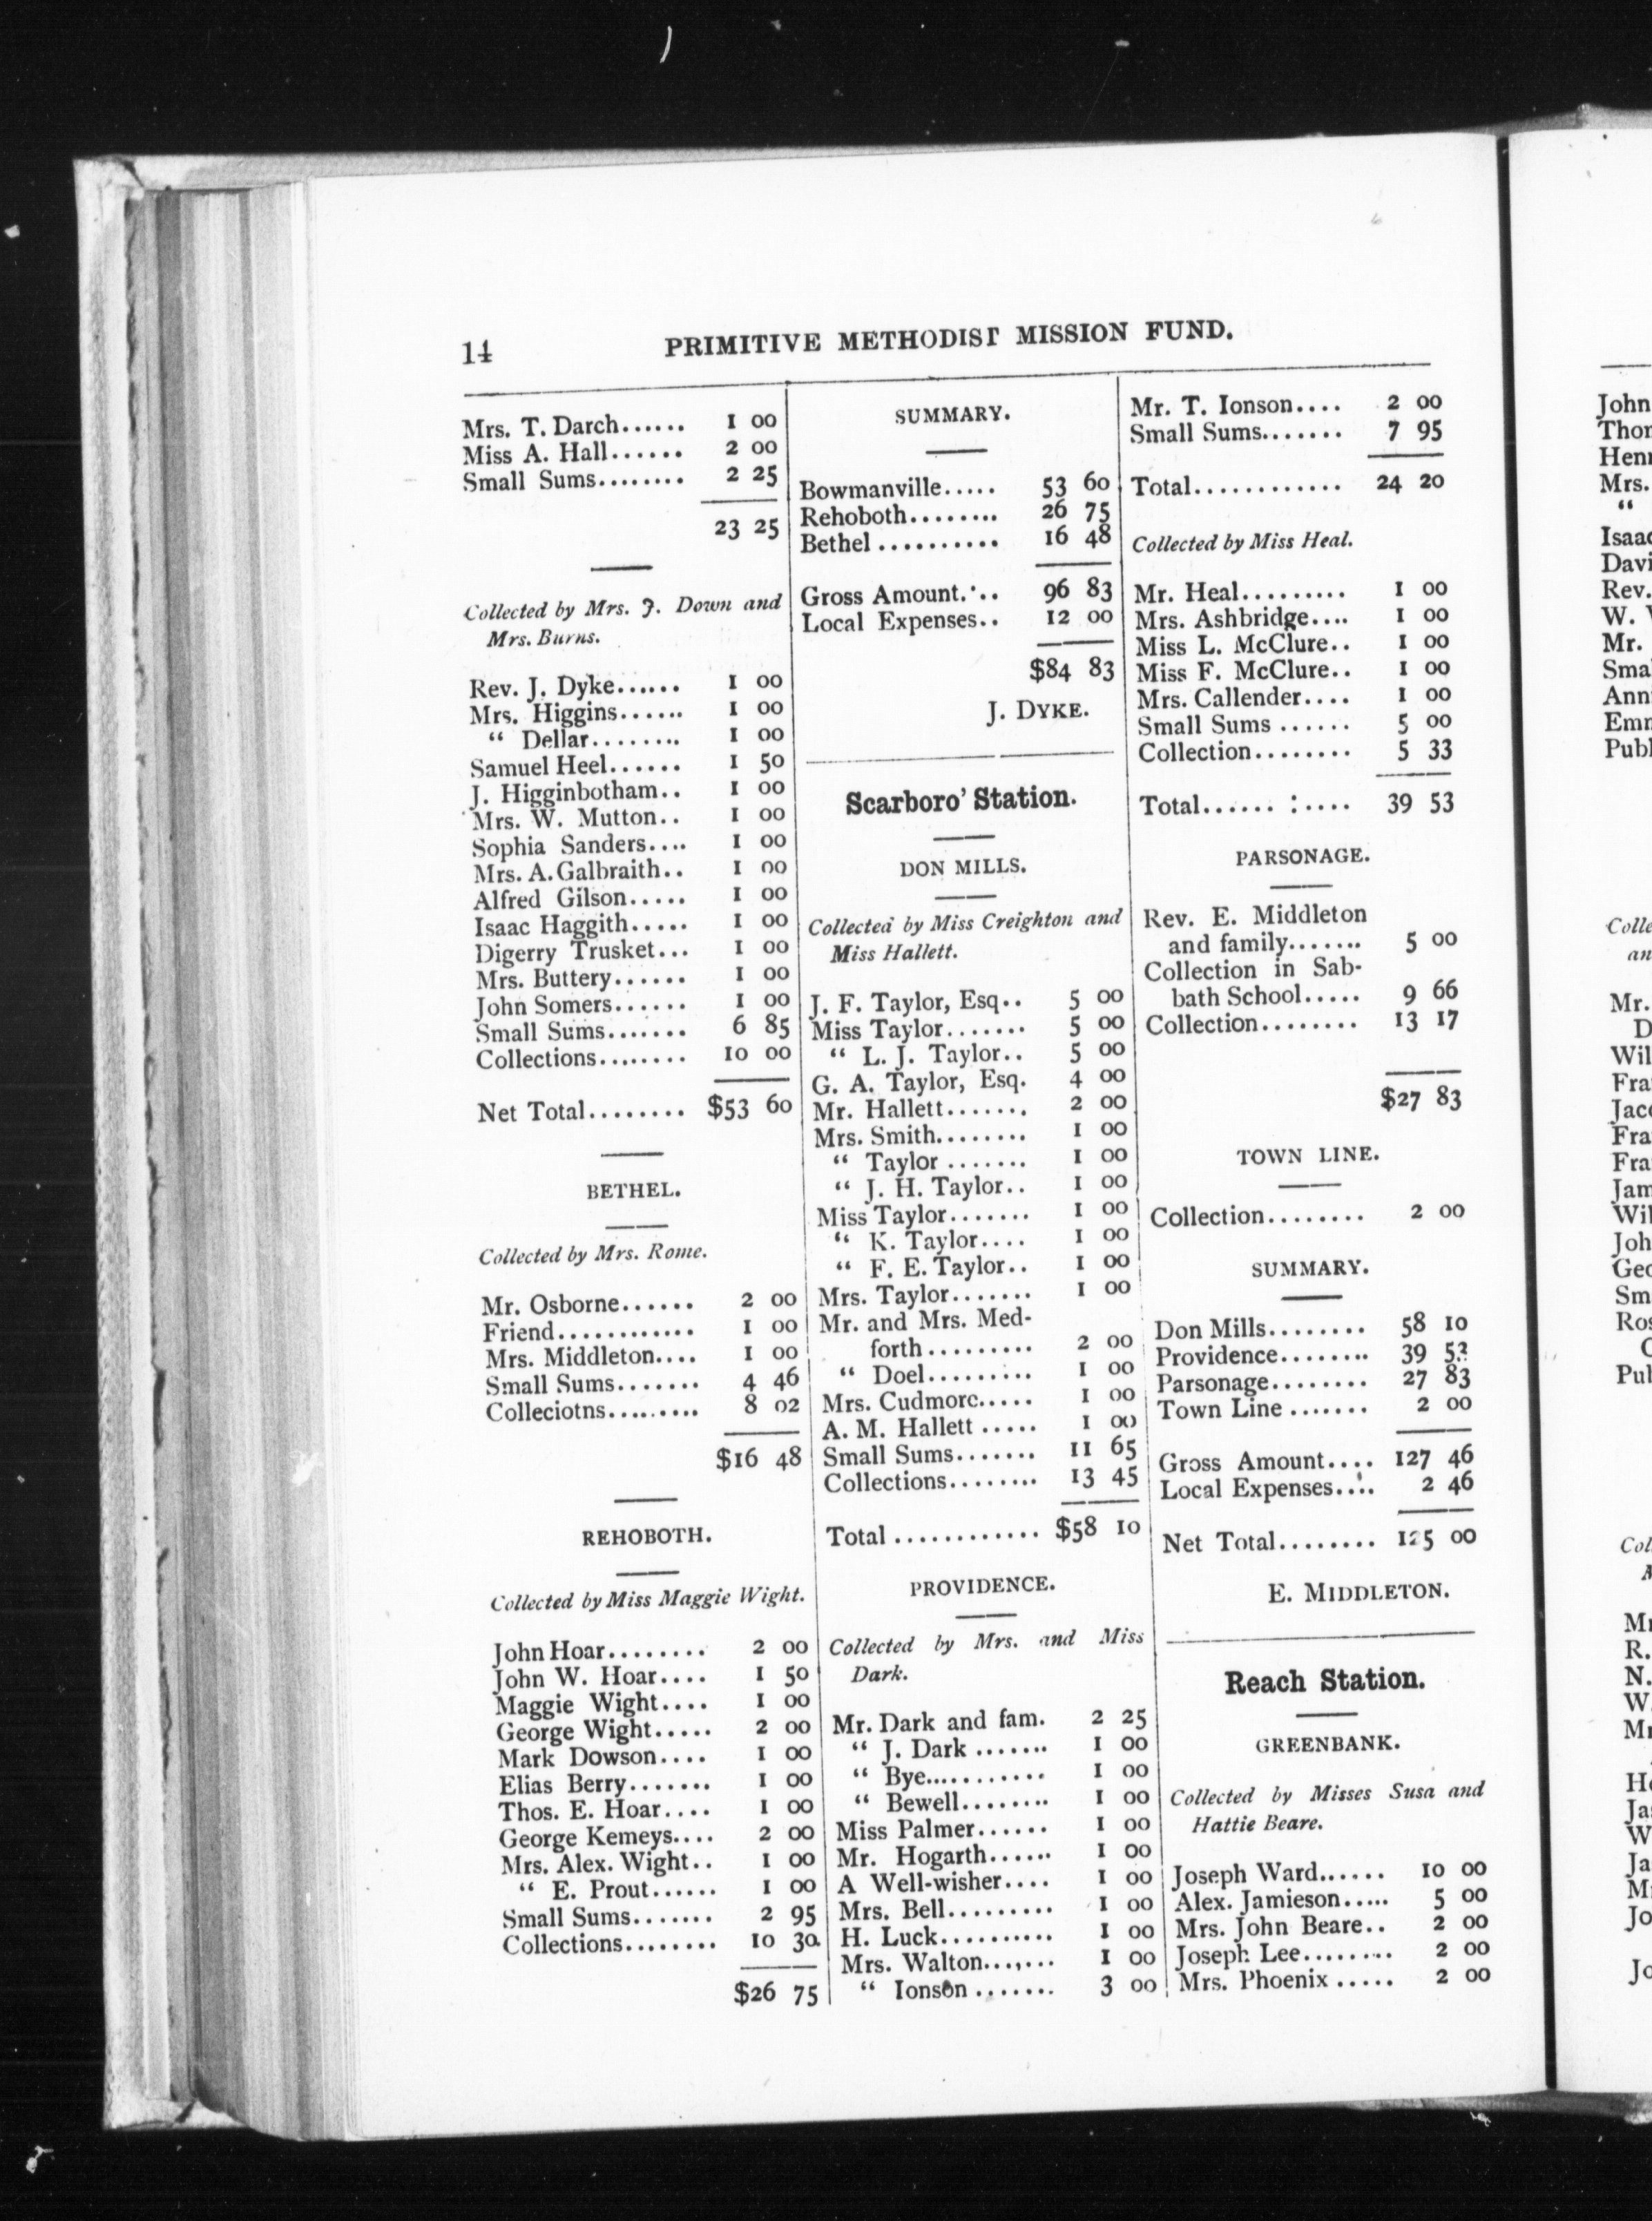 14
PRIMITIVE METHODIST MISSION FUND.
Mrs. T. Darch...... 1 00
Miss A. Hall...... 2 00
Small Sums........ 2 25
23 25
Collected by Mrs. J. Down and
Mrs. Burns.
Rev. J. Dyke...... 1 00
Mrs. Higgins...... 1 00
" Dellar........ 1 00
Samuel Heel...... 1 50
J. Higginbotham.. 1 00
Mrs. W. Mutton.. 1 00
Sophia Sanders.... 1 00
Mrs. A. Galbraith.. 1 00
Alfred Gilson..... 1 00
Isaac Haggith..... 1 00
Digerry Trusket... 1 00
Mrs. Buttery...... 1 00
John Somers...... 1 00
Small Sums....... 6 85
Collections........ 10 00
Net Total........ $53 60
BETHEL.
Collected by Mrs. Rome.
Mr. Osborne...... 2 00
Friend............ 1 00
Mrs. Middleton.... 1 00
Small Sums....... 4 46
Colleciotns......... 8 02
$16 48
REHOBOTH.
Collected by Miss Maggie Wight.
John Hoar........ 2 00
John W. Hoar.... 1 50
Maggie Wight.... 1 00
George Wight..... 2 00
Mark Dowson.... 1 00
Elias Berry....... 1 00
Thos. E. Hoar.... 1 00
George Kemeys.... 2 00
Mrs. Alex. Wight.. 1 00
" E. Prout...... 1 00
Small Sums....... 2 95
Collections........ 10 30
$26 75
SUMMARY.
Bowmanville..... 53 60
Rehoboth........ 26 75
Bethel .......... 16 48
Gross Amount... 96 83
Local Expenses.. 12 00
$84 83
J. DYKE.
Scarboro' Station.
DON MILLS.
Collected by Miss Creighton and
Miss Hallett.
J. F. Taylor, Esq.. 5 00
Miss Taylor....... 5 00
" L. J. Taylor.. 5 00
G. A. Taylor, Esq. 4 00
Mr. Hallett....... 2 00
Mrs. Smith........ 1 00
" Taylor ....... 1 00
" J. H. Taylor.. 1 00
Miss Taylor....... 1 00
" K. Taylor.... 1 00
" F. E. Taylor.. 1 00
Mrs. Taylor....... 1 00
Mr. and Mrs. Med-
forth ......... 2 00
" Doel.......... 1 00
Mrs. Cudmore..... 1 00
A. M. Hallett ..... 1 00
Small Sums....... 11 65
Collections........ 13 45
Total ............ $58 10
PROVIDENCE.
Collected by Mrs. and Miss
Dark.
Mr. Dark and fam. 2 25
" J. Dark ....... 1 00
" Bye........... 1 00
" Bewell........ 1 00
Miss Palmer...... 1 00
Mr. Hogarth...... 1 00
A Well-wisher.... 1 00
Mrs. Bell......... 1 00
H. Luck.......... 1 00
Mrs. Walton....... 1 00
" Ionson ....... 3 00
Mr. T. Ionson.... 2 00
Small Sums....... 7 95
Total............ 24 20
Collected by Miss Heal.
Mr. Heal......... 1 00
Mrs. Ashbridge.... 1 00
Miss L. McClure.. 1 00
Miss F. McClure.. 1 00
Mrs. Callender.... 1 00
Small Sums ...... 5 00
Collection........ 5 33
Total...... : .... 39 53
PARSONAGE.
Rev. E. Middleton
and family....... 5 00
Collection in Sab-
bath School..... 9 66
Collection........ 13 17
$27 83
TOWN LINE.
Collection........ 2 00
SUMMARY.
Don Mills........ 58 10
Providence........ 39 53
Parsonage........ 27 83
Town Line ....... 2 00
Gross Amount.... 127 46
Local Expenses.... 2 46
Net Total........ 125 00
E. MIDDLETON.
Reach Station.
GREENBANK.
Collected by Misses Susa and
Hattie Beare.
Joseph Ward...... 10 00
Alex. Jamieson..... 5 00
Mrs. John Beare.. 2 00
Joseph Lee........ 2 00
Mrs. Phoenix ..... 2 00